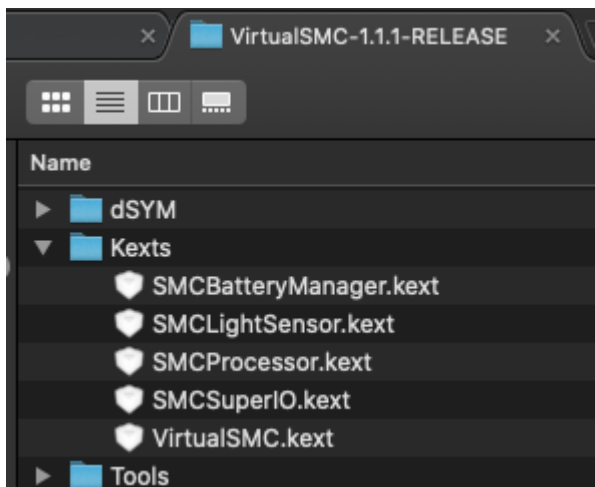 VirtualSMC-1.1.1-RELEASE
Name
dSYM
Kexts
SMCBatteryManager.kext
SMCLightSensor.kext
SMCProcessor.kext
SMCSuperIO.kext
VirtualSMC.kext
Tools